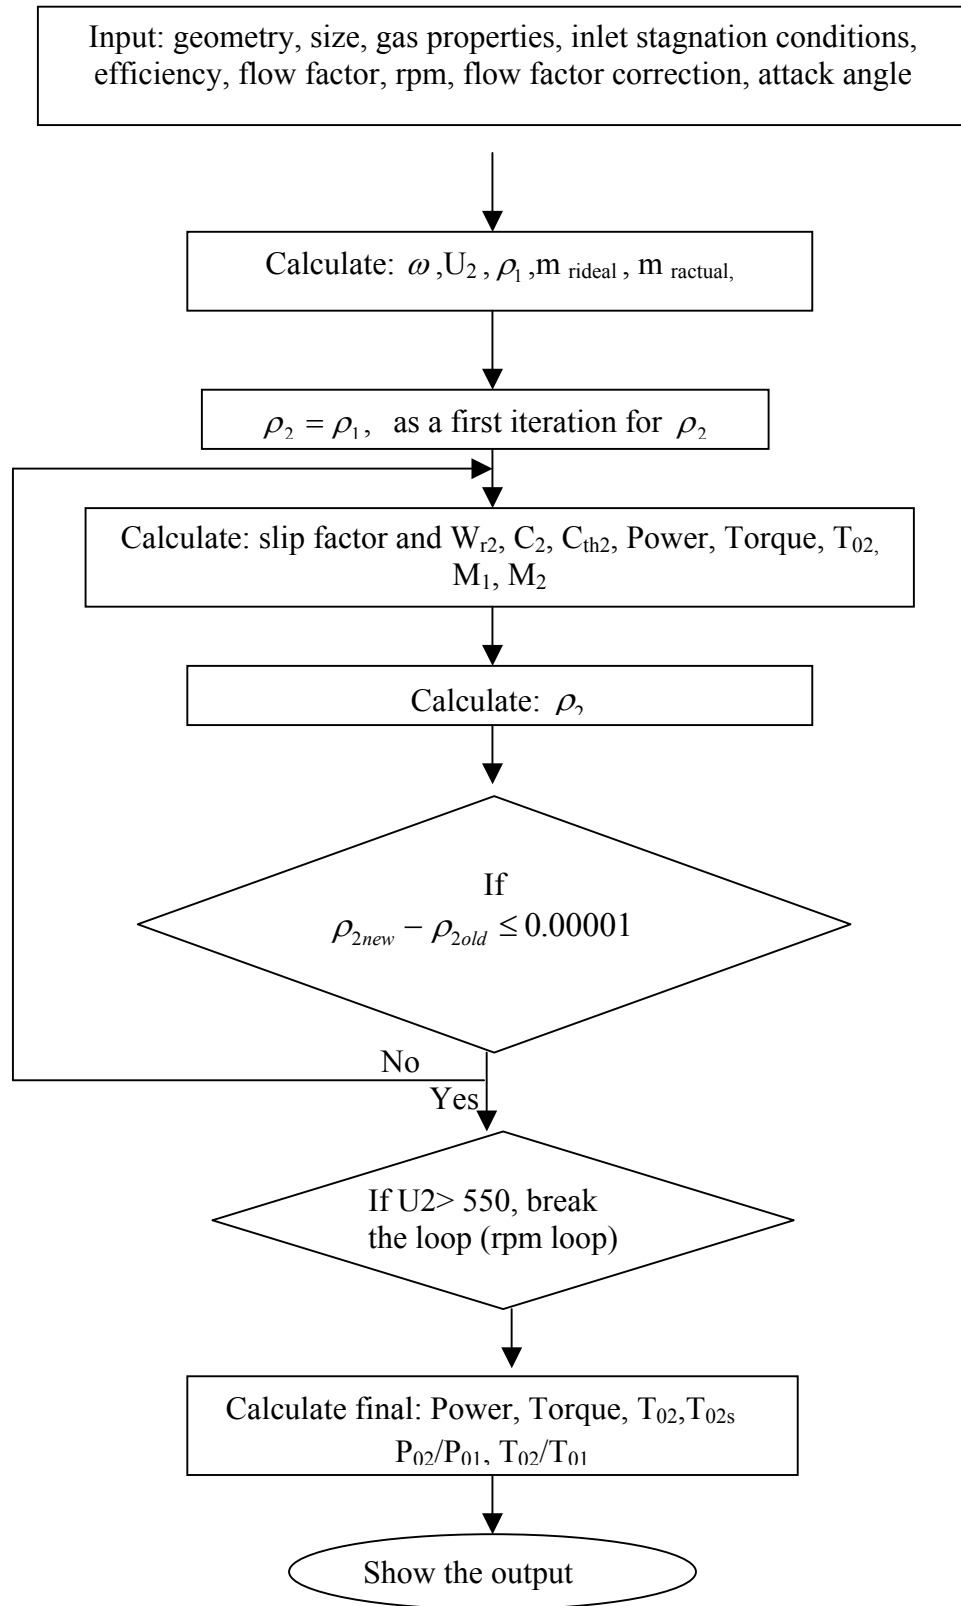 Input: geometry, size, gas properties, inlet stagnation conditions,
efficiency, flow factor, rpm, flow factor correction, attack angle
Calculate: ω ,U₂ , ρ₁ ,m rideal , m ractual,
ρ₂ = ρ₁, as a first iteration for ρ₂
Calculate: slip factor and Wr2, C2, Cth2, Power, Torque, T02,
M1, M2
Calculate: ρ₂
If
ρ2new − ρ2old ≤ 0.00001
No
Yes
If U2> 550, break
the loop (rpm loop)
Calculate final: Power, Torque, T02,T02s
P02/P01, T02/T01
Show the output